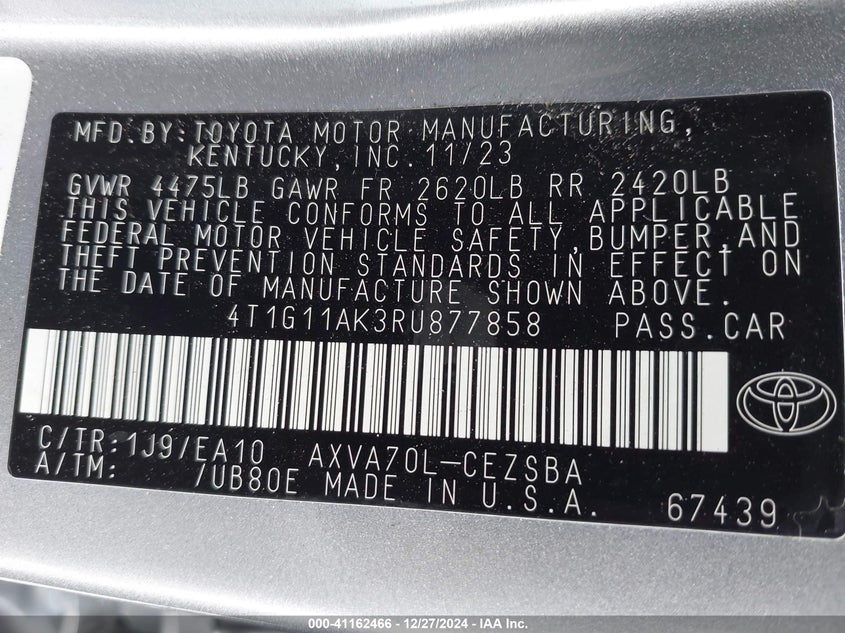 MFD.BY:TOYOTA MOTOR MANUFACTURING,
KENTUCKY,INC.11/23
GVWR 4475LB GAWR FR 2620LB RR 2420LB
THIS VEHICLE CONFORMS TO ALL APPLICABLE
FEDERAL MOTOR VEHICLE SAFETY,BUMPER,AND
THEFT PREVENTION STANDARDS IN EFFECT ON
THE DATE OF MANUFACTURE SHOWN ABOVE.
4T1G11AK3RU877858 PASS.CAR
C/TR:1J9/EA10 AXVA70L-CEZSBA
A/TM: /UB80E MADE IN U.S.A. 67439
000-41162466 - 12/27/2024 - IAA Inc.